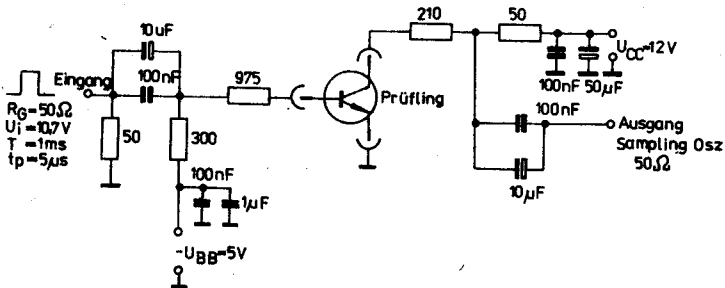 10uF
Eingang
100nF
R_G=50Ω
U_i=10,7V
T=1ms
t_p=5µs
50
300
975
100nF
1µF
-U_BB=5V
Prüfling
210
50
U_CC=12V
100nF
50µF
100nF
10µF
Ausgang
Sampling Osz
50Ω